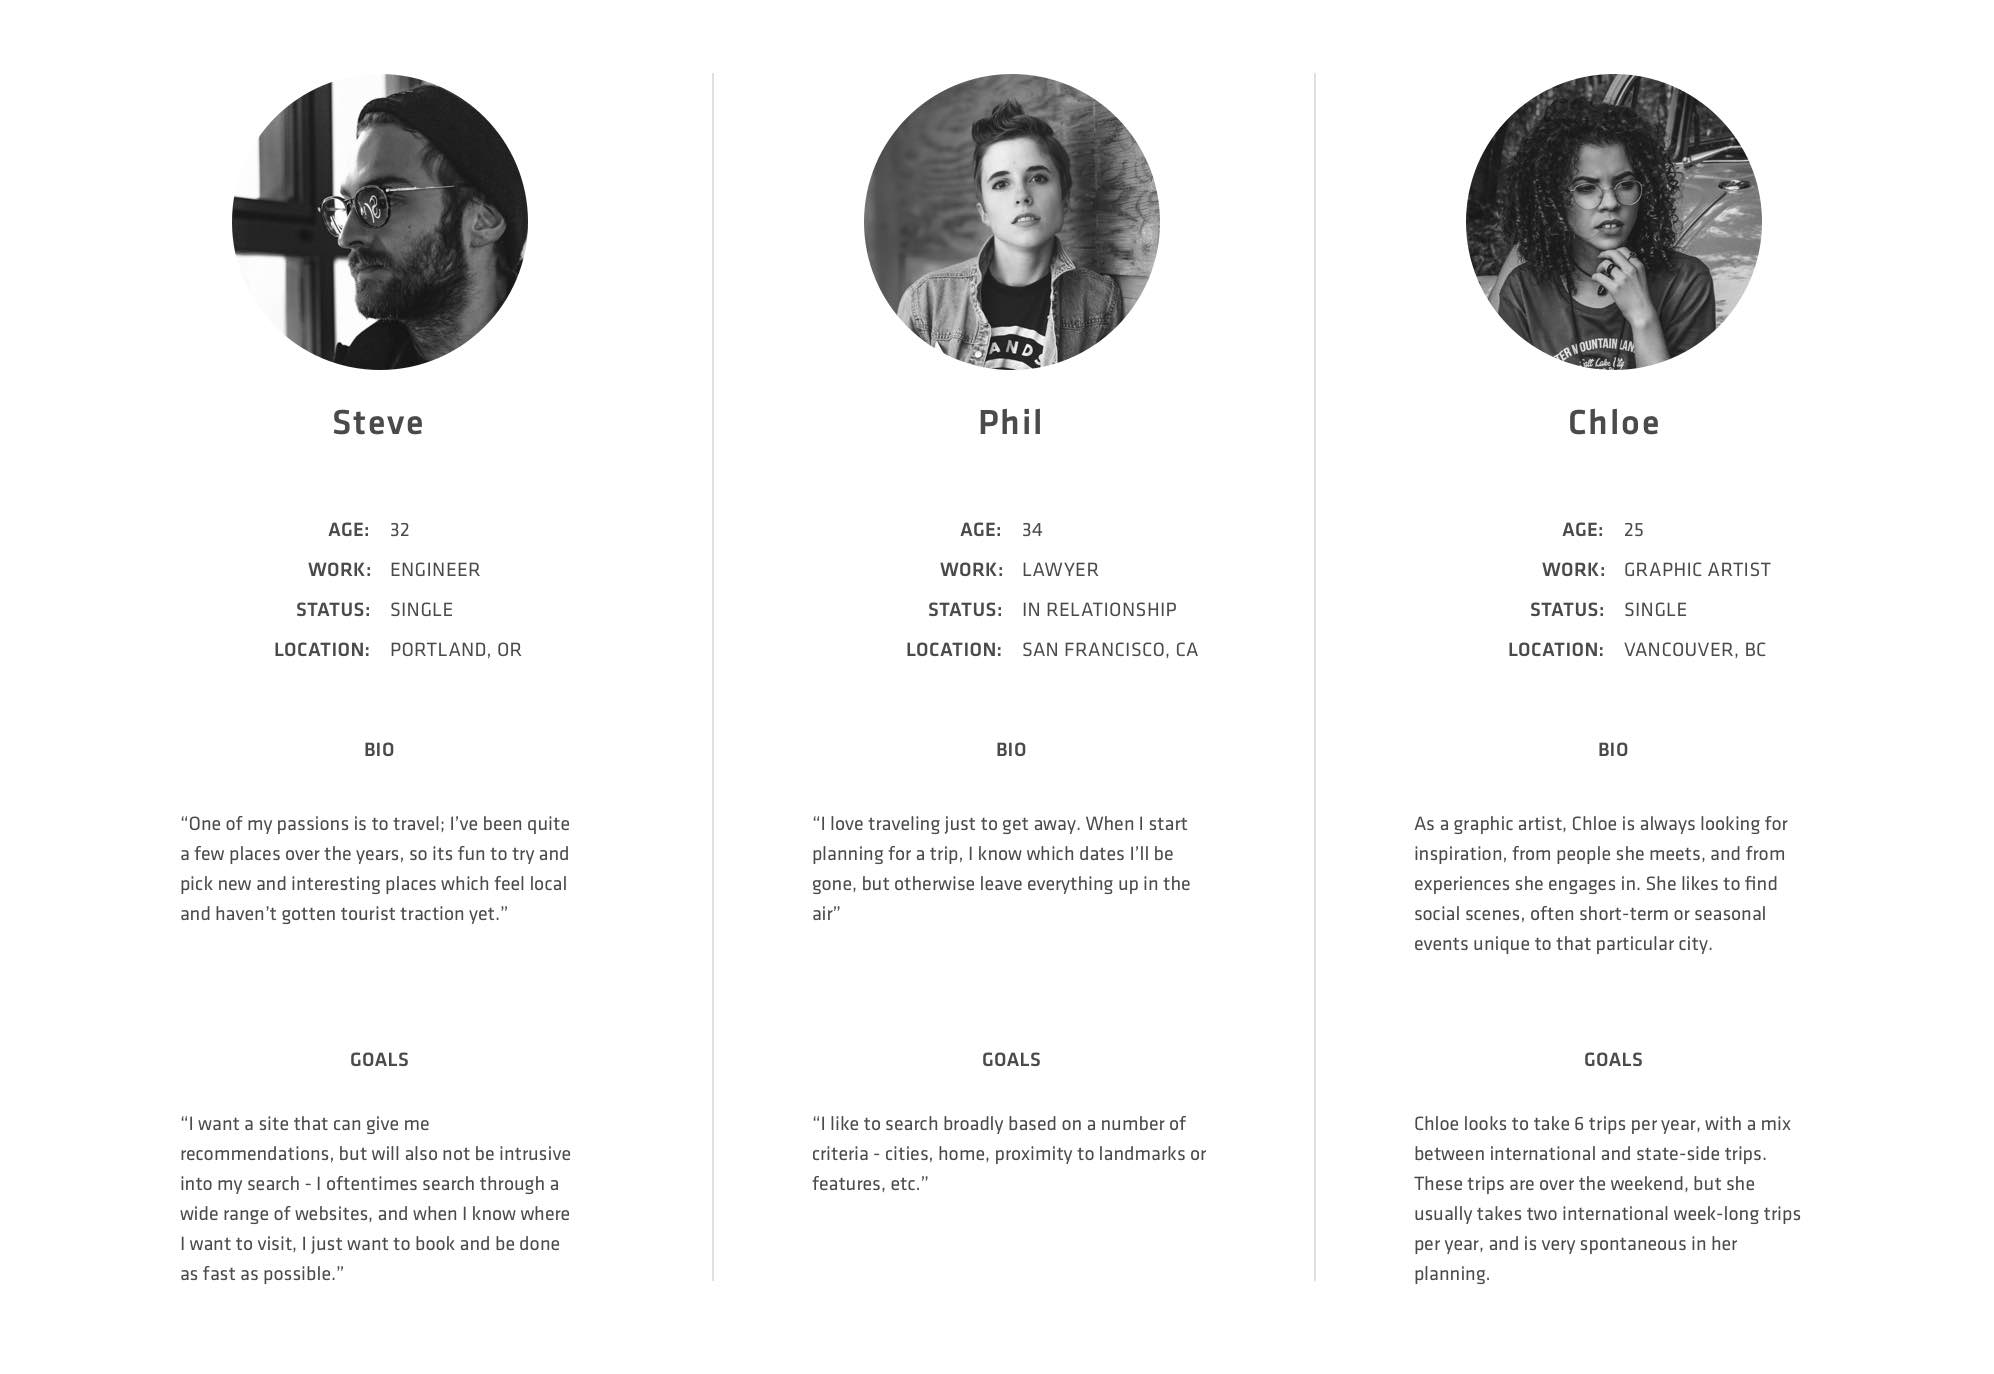 ANDS
TER MOUNTAIN LAN
Salt Lake City
Steve
AGE: 32
WORK: ENGINEER
STATUS: SINGLE
LOCATION: PORTLAND, OR
BIO
“One of my passions is to travel; I’ve been quite
a few places over the years, so its fun to try and
pick new and interesting places which feel local
and haven’t gotten tourist traction yet.”
GOALS
“I want a site that can give me
recommendations, but will also not be intrusive
into my search - I oftentimes search through a
wide range of websites, and when I know where
I want to visit, I just want to book and be done
as fast as possible.”
Phil
AGE: 34
WORK: LAWYER
STATUS: IN RELATIONSHIP
LOCATION: SAN FRANCISCO, CA
BIO
“I love traveling just to get away. When I start
planning for a trip, I know which dates I’ll be
gone, but otherwise leave everything up in the
air”
GOALS
“I like to search broadly based on a number of
criteria - cities, home, proximity to landmarks or
features, etc.”
Chloe
AGE: 25
WORK: GRAPHIC ARTIST
STATUS: SINGLE
LOCATION: VANCOUVER, BC
BIO
As a graphic artist, Chloe is always looking for
inspiration, from people she meets, and from
experiences she engages in. She likes to find
social scenes, often short-term or seasonal
events unique to that particular city.
GOALS
Chloe looks to take 6 trips per year, with a mix
between international and state-side trips.
These trips are over the weekend, but she
usually takes two international week-long trips
per year, and is very spontaneous in her
planning.